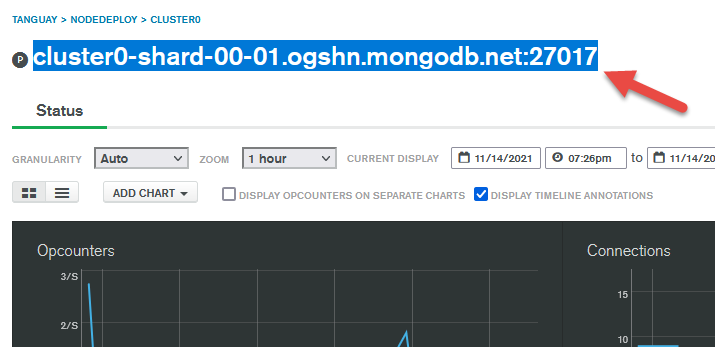 TANGUAY > NODEDEPLOY > CLUSTER0
P cluster0-shard-00-01.ogshn.mongodb.net:27017
Status
GRANULARITY Auto ZOOM 1 hour CURRENT DISPLAY 11/14/2021 07:26pm to 11/14/20
ADD CHART DISPLAY OPCOUNTERS ON SEPARATE CHARTS DISPLAY TIMELINE ANNOTATIONS
Opcounters Connections
3/S
15
2/S
10